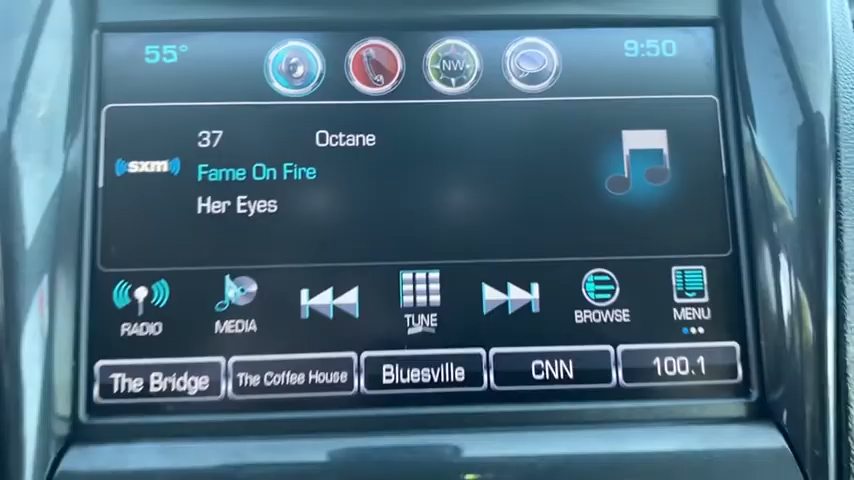 55°
NW
9:50
37 Octane
sxm
Fame On Fire
Her Eyes
RADIO
MEDIA
TUNE
BROWSE
MENU
The Bridge
The Coffee House
Bluesville
CNN
100.1